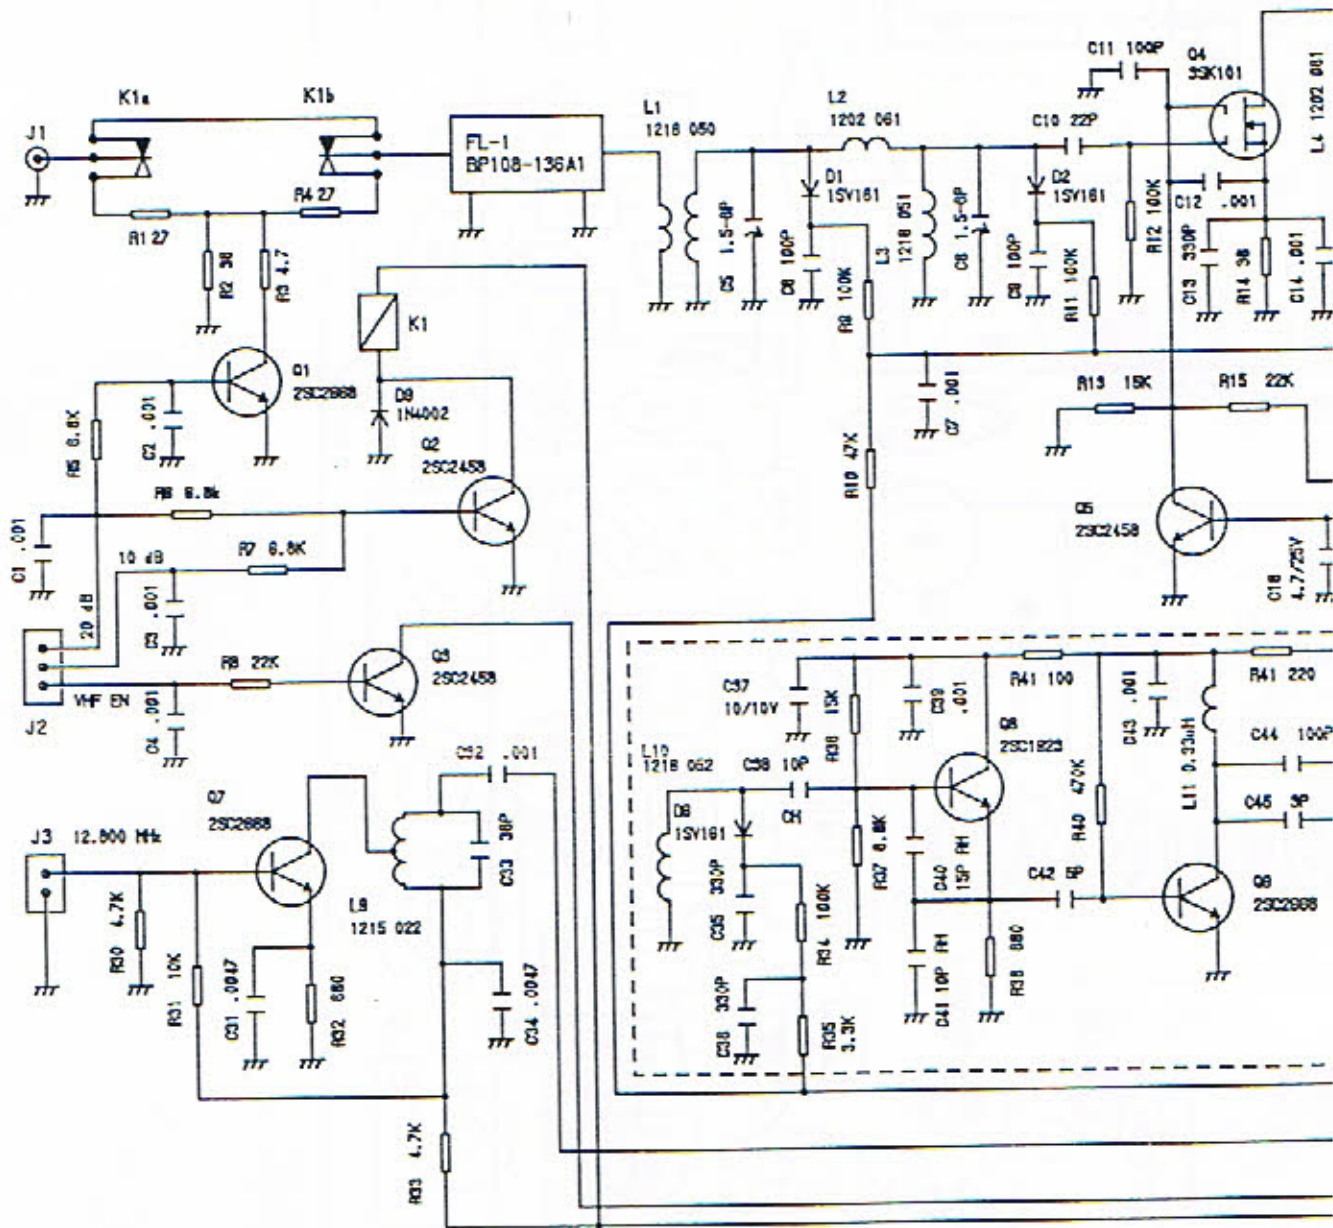 C11 100P
Q4
3SK101
K1a
K1b
L1
1216 050
L2
1202 061
C10 22P
L4 1202 061
J1
FL-1
BP108-136A1
D1
1SV161
D2
1SV161
R4 27
R1 27
R2 36
R3 4.7
C5 1.5-6P
C6 100P
R9 100K
L3
1216 051
C8 1.5-6P
C9 100P
R11 100K
R12 100K
C12 .001
C13 330P
R14 36
C14 .001
K1
Q1
2SC2668
D9
1N4002
C7 .001
R13 15K
R15 22K
R5 6.8K
C2 .001
Q2
2SC2458
R10 47K
R6 6.8k
Q5
2SC2458
C1 .001
10 dB
R7 6.8K
C16
4.7/25V
20 dB
C3 .001
R8 22K
Q3
2SC2458
J2
VHF EN
C4 .001
C37
10/10V
R36 15K
C39
.001
R41 100
C43 .001
R41 220
C32 .001
L10
1216 052
C38 10P
CH
Q8
2SC1923
R40 470K
L11 0.33uH
C44 100P
Q7
2SC2668
D6
1SV161
C45 5P
J3 12.800 MHz
C33 36P
R37 6.8K
C40
15P RH
C42 5P
Q6
2SC2668
L9
1215 022
C35 330P
R34 100K
R30 4.7K
R31 10K
C31 .0047
R32 680
C34 .0047
C36 330P
R35
3.3K
C41 10P RH
R38 680
R33 4.7K